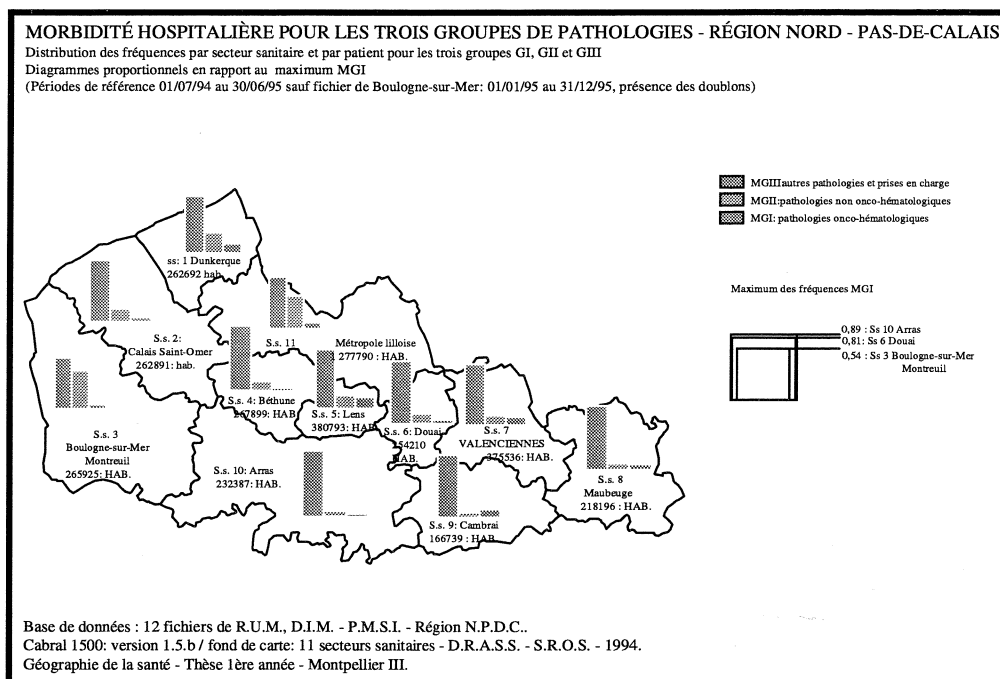 MORBIDITÉ HOSPITALIÈRE POUR LES TROIS GROUPES DE PATHOLOGIES - RÉGION NORD - PAS-DE-CALAIS
Distribution des fréquences par secteur sanitaire et par patient pour les trois groupes GI, GII et GIII
Diagrammes proportionnels en rapport au maximum MGI
(Périodes de référence 01/07/94 au 30/06/95 sauf fichier de Boulogne-sur-Mer: 01/01/95 au 31/12/95, présence des doublons)
MGIIIautres pathologies et prises en charge
MGII:pathologies non onco-hématologiques
MGI: pathologies onco-hématologiques
Maximum des fréquences MGI
0,89 : Ss 10 Arras
0,81: Ss 6 Douai
0,54 : Ss 3 Boulogne-sur-Mer
Montreuil
ss: 1 Dunkerque
262692 hab.
S.s. 2:
Calais Saint-Omer
262891: hab.
S.s. 11
Métropole lilloise
1 277790 : HAB.
S.s. 4: Béthune
267899: HAB
S.s. 5: Lens
380793: HAB
S.s. 6: Douai
254210
HAB.
S.s. 7
VALENCIENNES
375536: HAB.
S.s. 3
Boulogne-sur-Mer
Montreuil
265925: HAB.
S.s. 10: Arras
232387: HAB.
S.s. 8
Maubeuge
218196 : HAB.
S.s. 9: Cambrai
166739 : HAB
Base de données : 12 fichiers de R.U.M., D.I.M. - P.M.S.I. - Région N.P.D.C..
Cabral 1500: version 1.5.b / fond de carte: 11 secteurs sanitaires - D.R.A.S.S. - S.R.O.S. - 1994.
Géographie de la santé - Thèse 1ère année - Montpellier III.